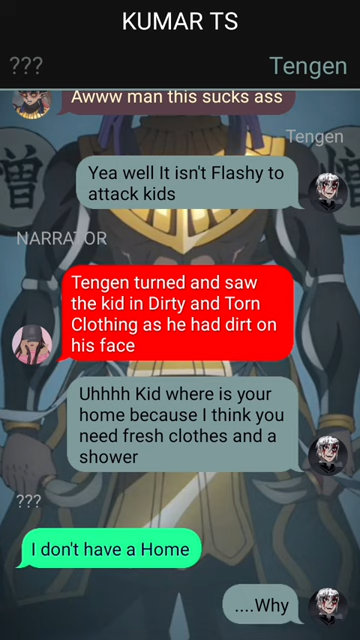 KUMAR TS
??? Tengen
Awww man this sucks ass
Tengen
Yea well It isn't Flashy to
attack kids
憎
憎
NARRATOR
Tengen turned and saw
the kid in Dirty and Torn
Clothing as he had dirt on
his face
Uhhhh Kid where is your
home because I think you
need fresh clothes and a
shower
???
I don't have a Home
....Why